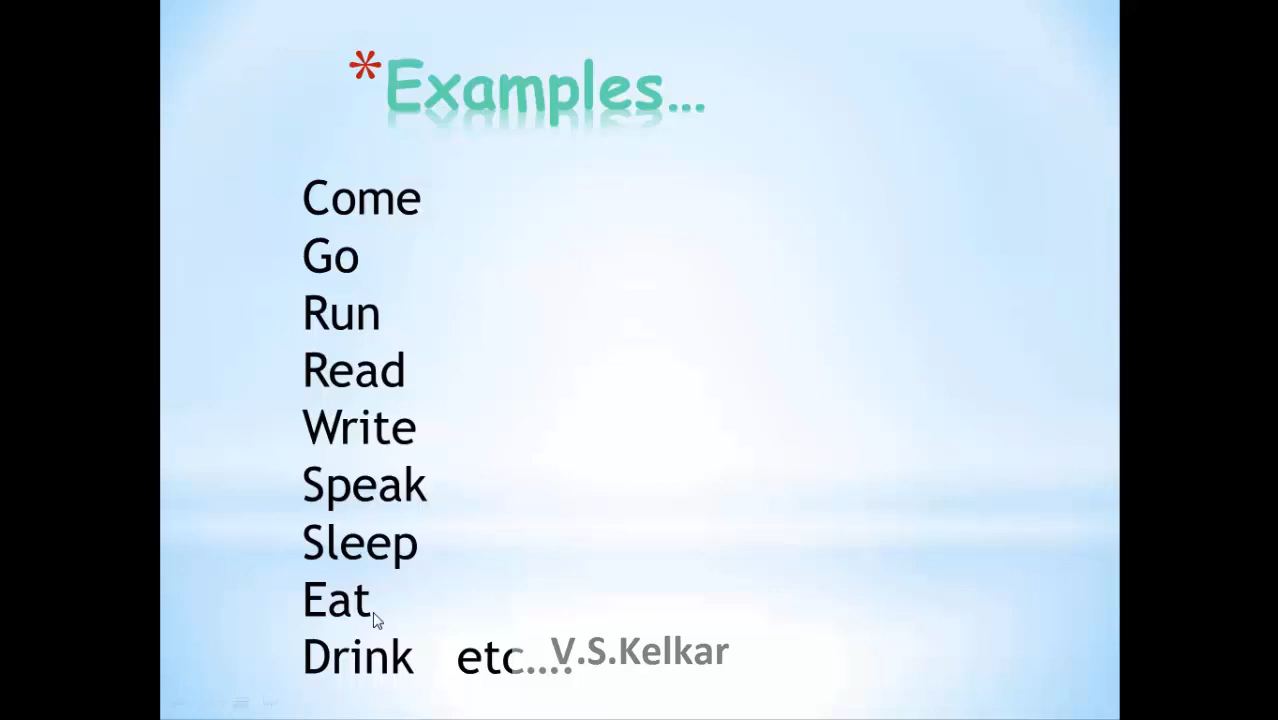 *Examples...
Come
Go
Run
Read
Write
Speak
Sleep
Eat
Drink etc....
V.S.Kelkar